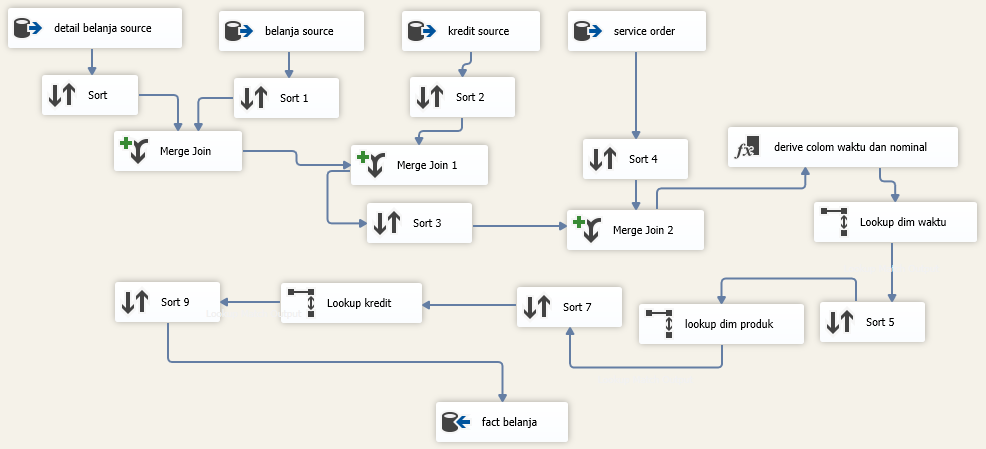 detail belanja source
belanja source
kredit source
service order
Sort
Sort 1
Sort 2
Merge Join
Merge Join 1
Sort 4
derive colom waktu dan nominal
Sort 3
Merge Join 2
Lookup dim waktu
Sort 9
Lookup kredit
Sort 7
lookup dim produk
Sort 5
fact belanja